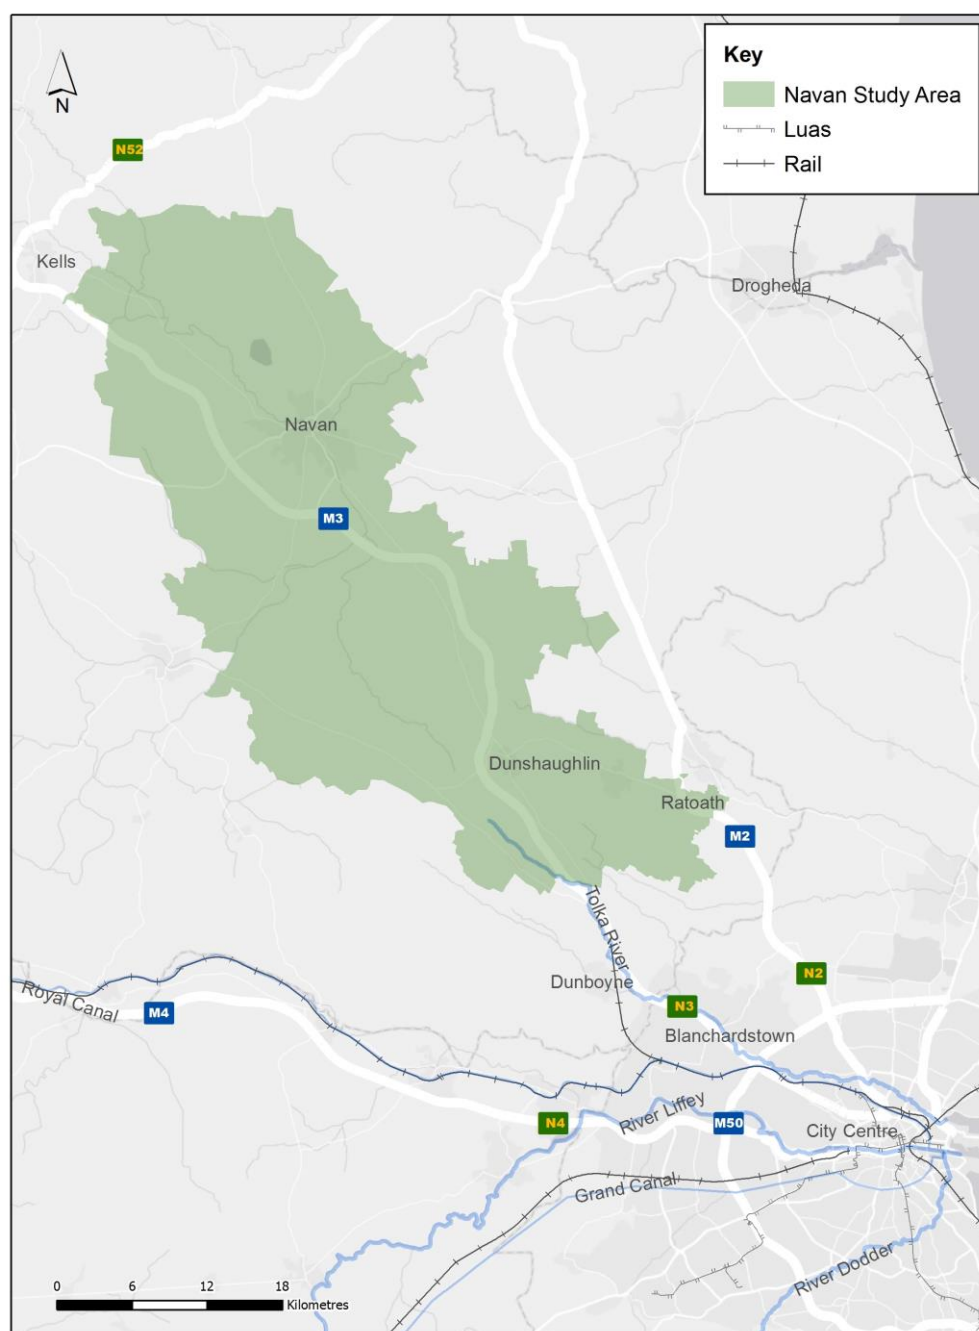 Key
Navan Study Area
Luas
Rail
N
N52
Kells
Drogheda
Navan
M3
Dunshaughlin
Ratoath
M2
Tolka River
Dunboyne
N2
N3
Royal Canal
M4
Blanchardstown
River Liffey
N4
M50
City Centre
Grand Canal
River Dodder
0 6 12 18
Kilometres